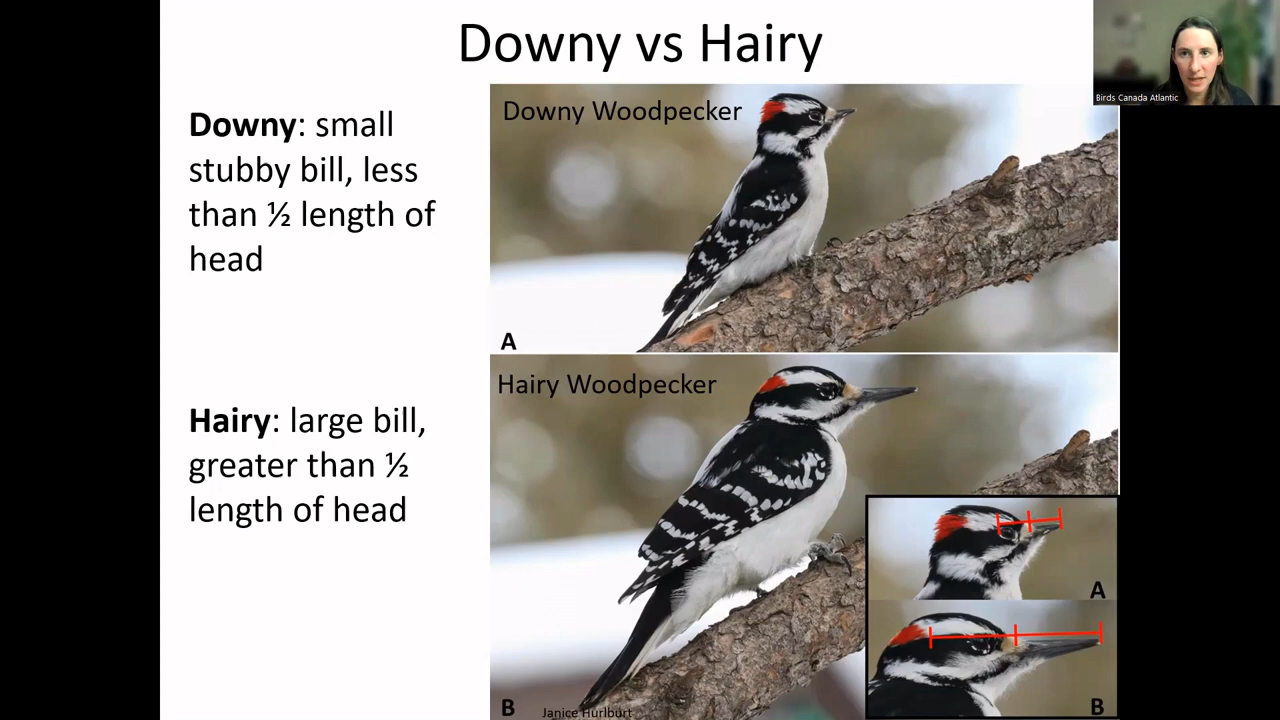 Downy vs Hairy
Birds Canada Atlantic
Downy: small
stubby bill, less
than ½ length of
head
Hairy: large bill,
greater than ½
length of head
Downy Woodpecker
A
Hairy Woodpecker
B
Janice Hurlburt
A
B